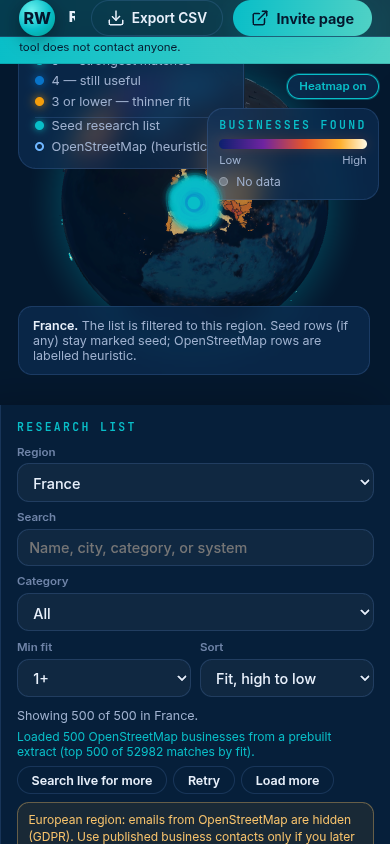 RW
Export CSV
Invite page
tool does not contact anyone.
4 — still useful
3 or lower — thinner fit
Seed research list
OpenStreetMap (heuristic
Heatmap on
BUSINESSES FOUND
Low
High
No data
France. The list is filtered to this region. Seed rows (if
any) stay marked seed; OpenStreetMap rows are
labelled heuristic.
RESEARCH LIST
Region
France
Search
Name, city, category, or system
Category
All
Min fit
Sort
1+
Fit, high to low
Showing 500 of 500 in France.
Loaded 500 OpenStreetMap businesses from a prebuilt
extract (top 500 of 52982 matches by fit).
Search live for more
Retry
Load more
European region: emails from OpenStreetMap are hidden
(GDPR). Use published business contacts only if you later